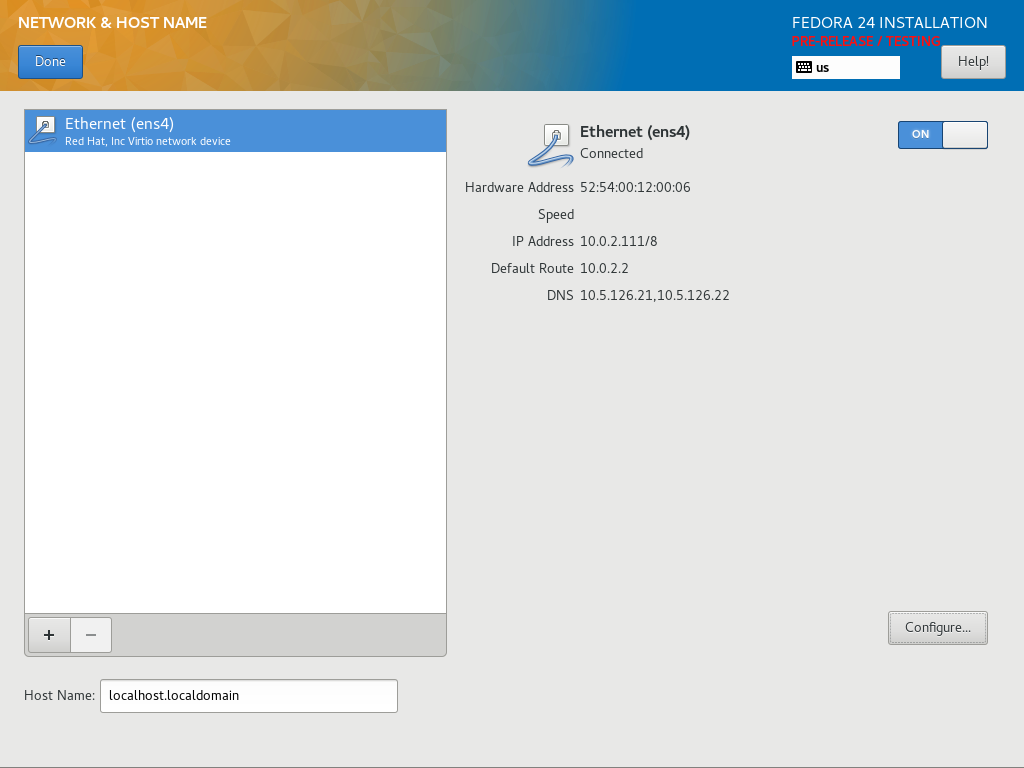 NETWORK & HOST NAME
FEDORA 24 INSTALLATION
PRE-RELEASE / TESTING
Done
us
Help!
Ethernet (ens4)
Red Hat, Inc Virtio network device
Ethernet (ens4)
Connected
ON
Hardware Address 52:54:00:12:00:06
Speed
IP Address 10.0.2.111/8
Default Route 10.0.2.2
DNS 10.5.126.21,10.5.126.22
+ −
Configure...
Host Name: localhost.localdomain